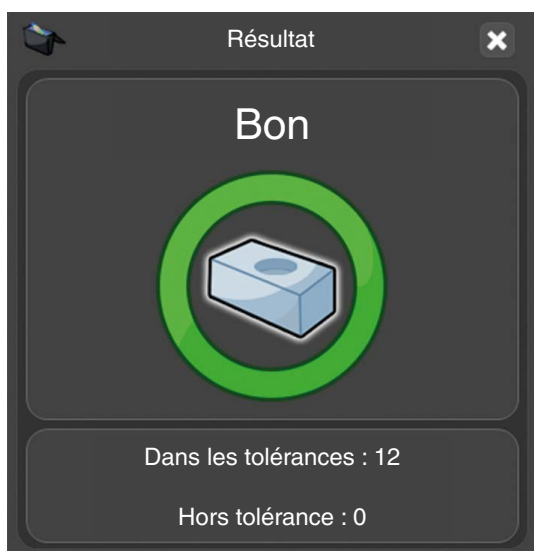 Résultat
Bon
Dans les tolérances : 12
Hors tolérance : 0